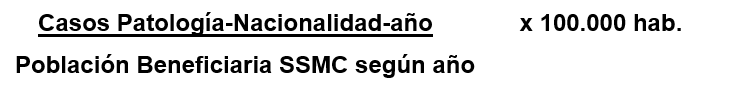 Casos Patología-Nacionalidad-año x 100.000 hab.
Población Beneficiaria SSMC según año